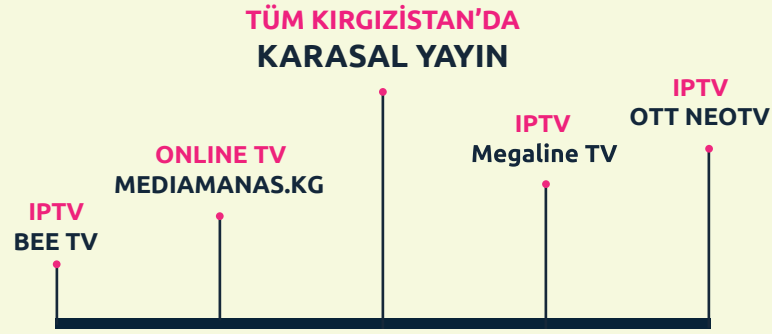 TÜM KIRGIZİSTAN’DA
KARASAL YAYIN
IPTV
OTT NEOTV
IPTV
Megaline TV
ONLINE TV
MEDIAMANAS.KG
IPTV
BEE TV